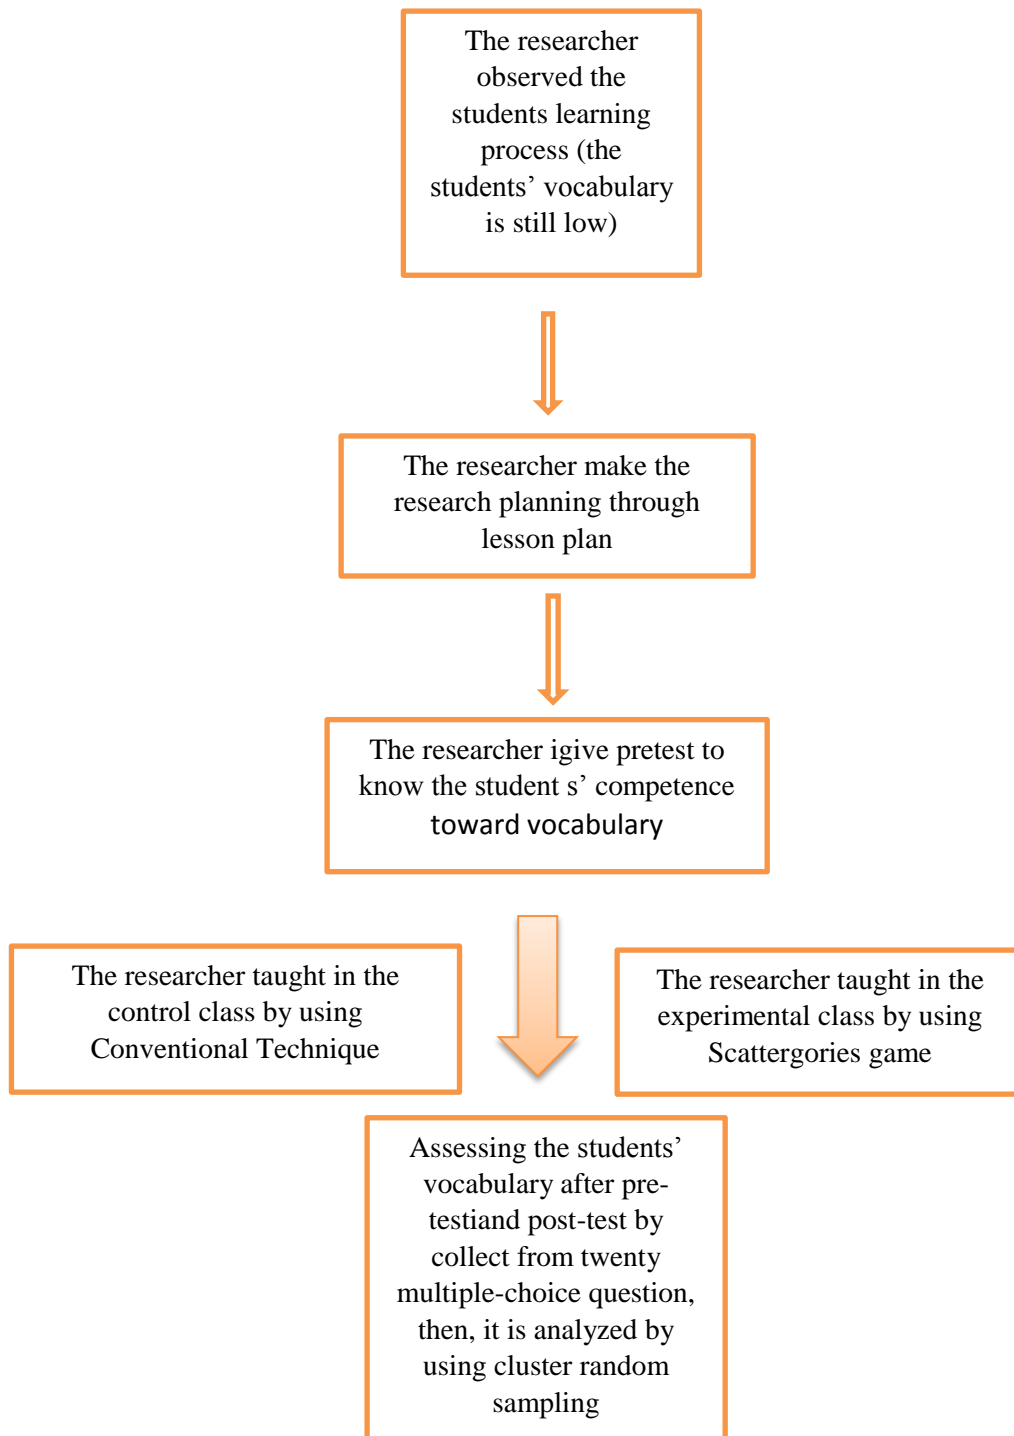 The researcher
observed the
students learning
process (the
students’ vocabulary
is still low)
The researcher make the
research planning through
lesson plan
The researcher igive pretest to
know the student s’ competence
toward vocabulary
The researcher taught in the
control class by using
Conventional Technique
The researcher taught in the
experimental class by using
Scattergories game
Assessing the students’
vocabulary after pre-
testiand post-test by
collect from twenty
multiple-choice question,
then, it is analyzed by
using cluster random
sampling